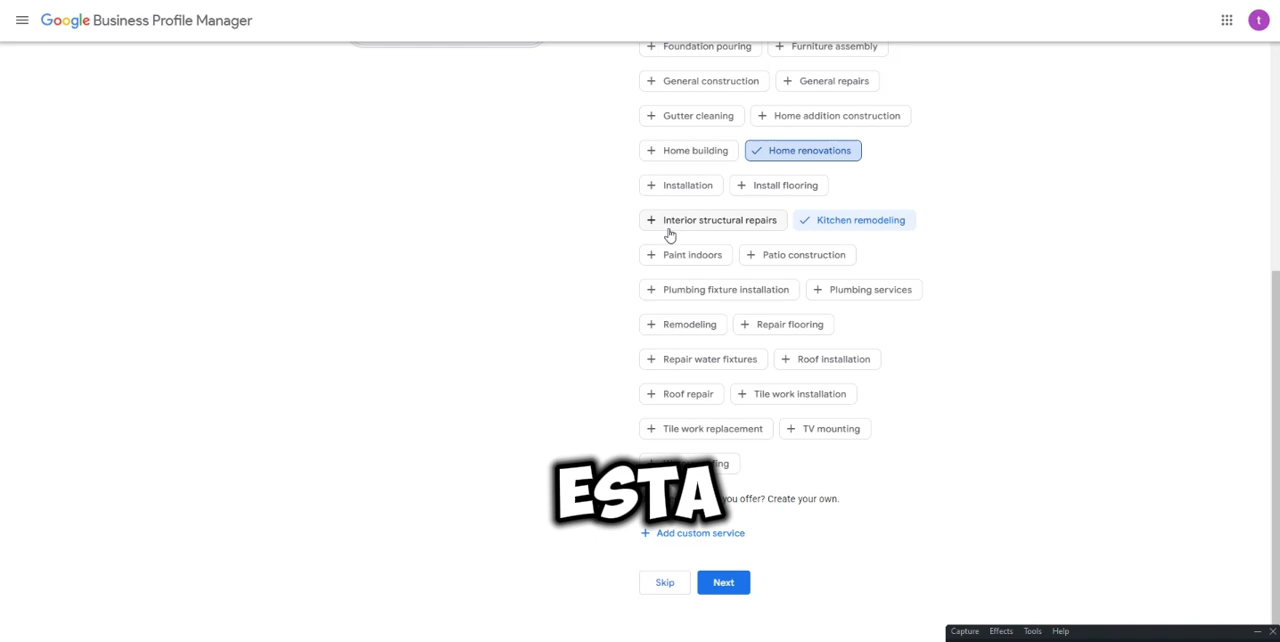 Google Business Profile Manager
t
+ Foundation pouring + Furniture assembly
+ General construction + General repairs
+ Gutter cleaning + Home addition construction
+ Home building ✓ Home renovations
+ Installation + Install flooring
+ Interior structural repairs ✓ Kitchen remodeling
+ Paint indoors + Patio construction
+ Plumbing fixture installation + Plumbing services
+ Remodeling + Repair flooring
+ Repair water fixtures + Roof installation
+ Roof repair + Tile work installation
+ Tile work replacement + TV mounting
ESTA
you offer? Create your own.
+ Add custom service
Skip Next
Capture Effects Tools Help